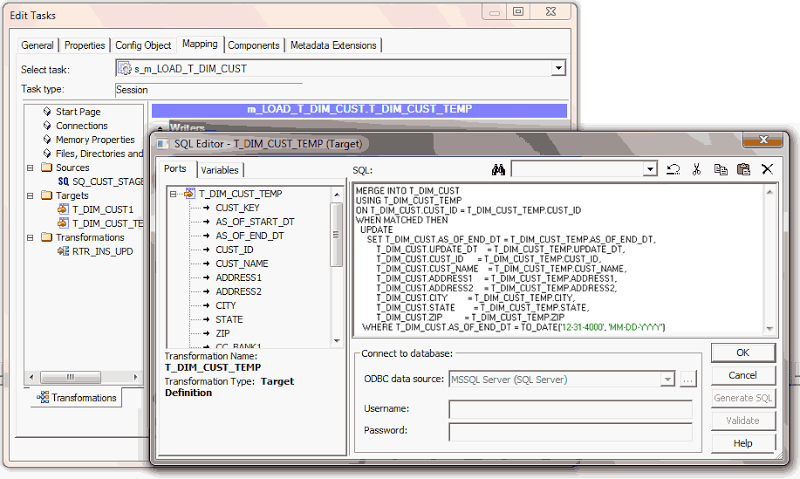 Edit Tasks
General
Properties
Config Object
Mapping
Components
Metadata Extensions
Select task:
s_m_LOAD_T_DIM_CUST
Task type:
Session
Start Page
Connections
Memory Properties
Files, Directories and
Sources
SQ SQ_CUST_STAGE
Targets
T_DIM_CUST1
T_DIM_CUST_TE
Transformations
RTR_INS_UPD
Transformations
m_LOAD_T_DIM_CUST.T_DIM_CUST_TEMP
Writers
SQL Editor - T_DIM_CUST_TEMP (Target)
Ports
Variables
SQL:
T_DIM_CUST_TEMP
CUST_KEY
AS_OF_START_DT
AS_OF_END_DT
CUST_ID
CUST_NAME
ADDRESS1
ADDRESS2
CITY
STATE
ZIP
CC_BANK1
Transformation Name:
T_DIM_CUST_TEMP
Transformation Type: Target
Definition
MERGE INTO T_DIM_CUST
USING T_DIM_CUST_TEMP
ON T_DIM_CUST.CUST_ID = T_DIM_CUST_TEMP.CUST_ID
WHEN MATCHED THEN
UPDATE
SET T_DIM_CUST.AS_OF_END_DT = T_DIM_CUST_TEMP.AS_OF_END_DT,
T_DIM_CUST.UPDATE_DT = T_DIM_CUST_TEMP.UPDATE_DT,
T_DIM_CUST.CUST_ID = T_DIM_CUST_TEMP.CUST_ID,
T_DIM_CUST.CUST_NAME = T_DIM_CUST_TEMP.CUST_NAME,
T_DIM_CUST.ADDRESS1 = T_DIM_CUST_TEMP.ADDRESS1,
T_DIM_CUST.ADDRESS2 = T_DIM_CUST_TEMP.ADDRESS2,
T_DIM_CUST.CITY = T_DIM_CUST_TEMP.CITY,
T_DIM_CUST.STATE = T_DIM_CUST_TEMP.STATE,
T_DIM_CUST.ZIP = T_DIM_CUST_TEMP.ZIP
WHERE T_DIM_CUST.AS_OF_END_DT = TO_DATE('12-31-4000', 'MM-DD-YYYY')
Connect to database:
ODBC data source:
MSSQL Server (SQL Server)
...
Username:
Password:
OK
Cancel
Generate SQL
Validate
Help